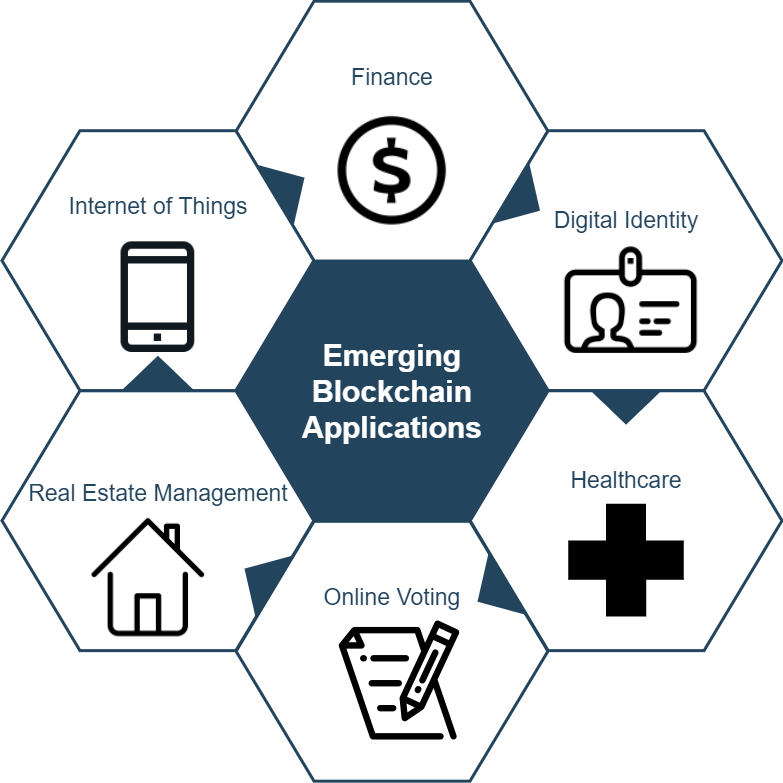 Finance
Digital Identity
Healthcare
Online Voting
Real Estate Management
Internet of Things
Emerging
Blockchain
Applications
$